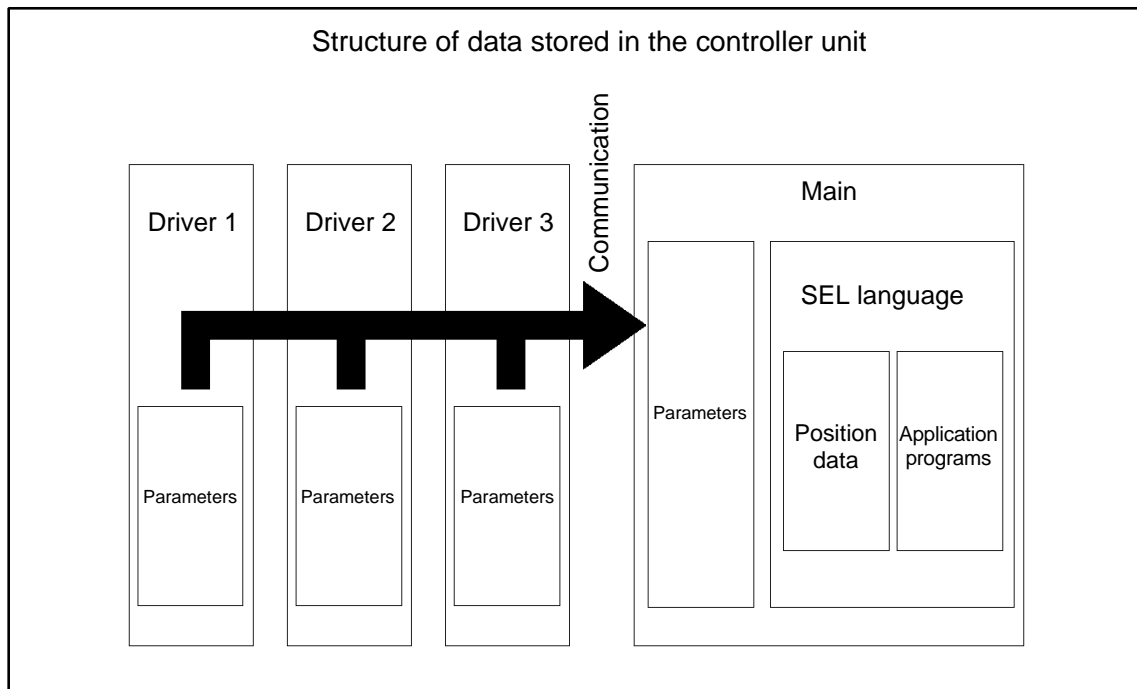 Structure of data stored in the controller unit
Communication
Driver 1
Driver 2
Driver 3
Main
SEL language
Parameters
Parameters
Parameters
Parameters
Position
data
Application
programs